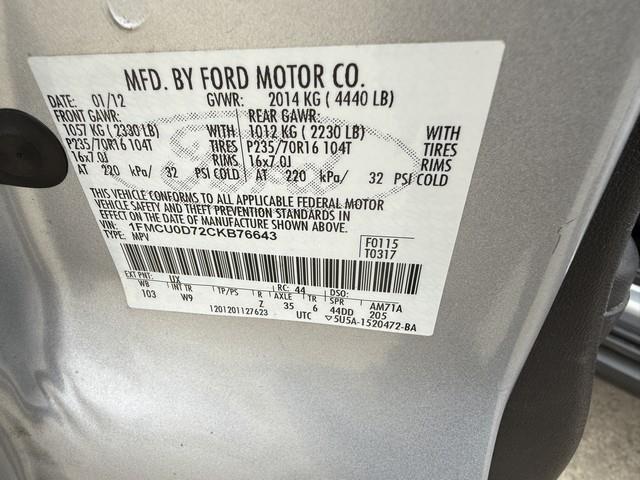 MFD. BY FORD MOTOR CO.
DATE: 01/12 GVWR: 2014 KG ( 4440 LB)
FRONT GAWR: REAR GAWR:
1057 KG ( 2330 LB) WITH 1012 KG ( 2230 LB) WITH
P235/70R16 104T TIRES P235/70R16 104T TIRES
16x7.0J RIMS 16x7.0J RIMS
AT 220 kPa/ 32 PSI COLD AT 220 kPa/ 32 PSI COLD
THIS VEHICLE CONFORMS TO ALL APPLICABLE FEDERAL MOTOR
VEHICLE SAFETY AND THEFT PREVENTION STANDARDS IN
EFFECT ON THE DATE OF MANUFACTURE SHOWN ABOVE.
VIN: 1FMCU0D72CKB76643
TYPE: MPV
F0115
T0317
EXT PNT: UX RC: 44 DSO:
WB INT TR TP/PS R AXLE TR SPR AM71A
103 W9 Z 35 6 44DD 205
1201201127623 UTC ▽5U5A-1520472-BA
Ford